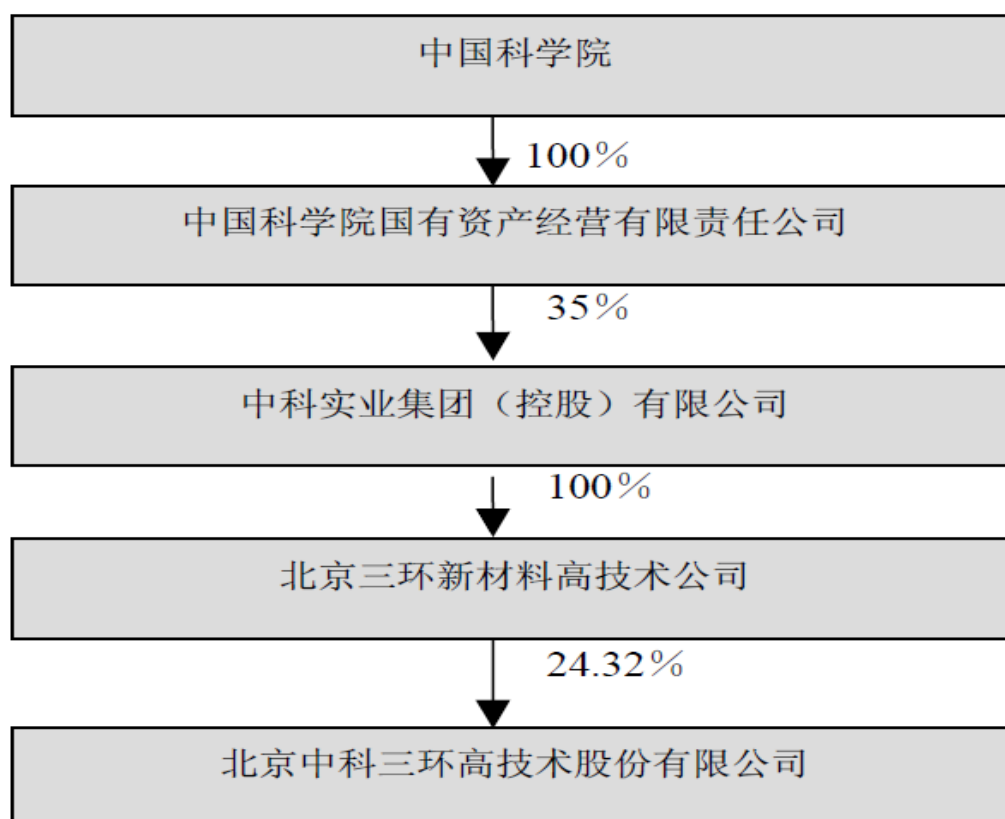 中国科学院
100％
中国科学院国有资产经营有限责任公司
35％
中科实业集团（控股）有限公司
100％
北京三环新材料高技术公司
24.32％
北京中科三环高技术股份有限公司